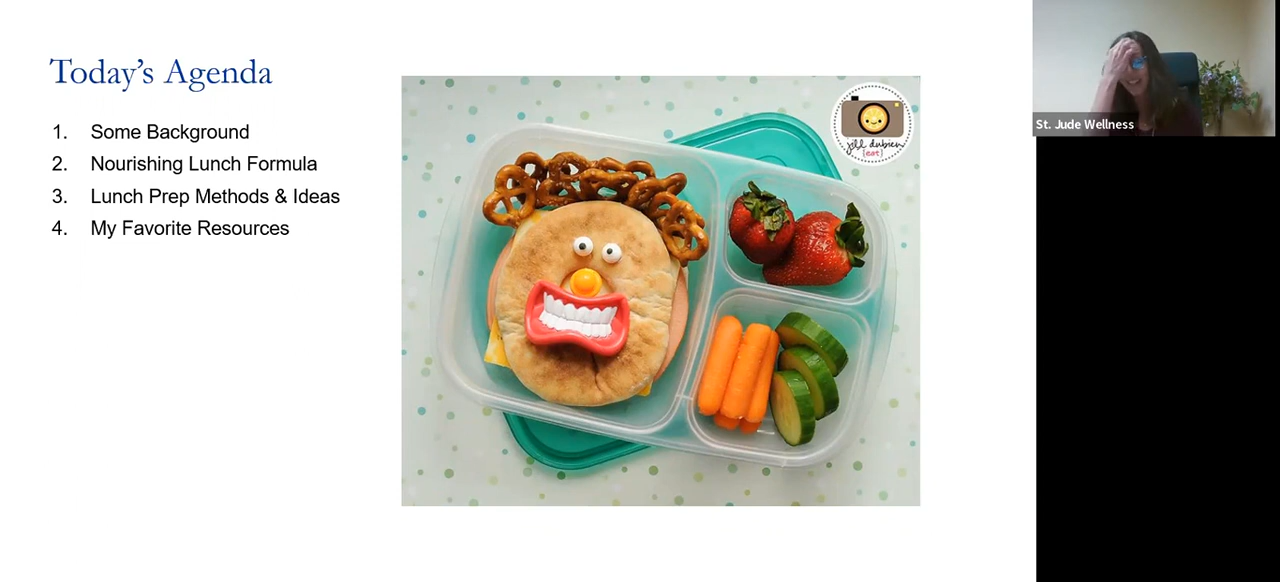 Today's Agenda
1. Some Background
2. Nourishing Lunch Formula
3. Lunch Prep Methods & Ideas
4. My Favorite Resources
jill dubien
{eat}
St. Jude Wellness